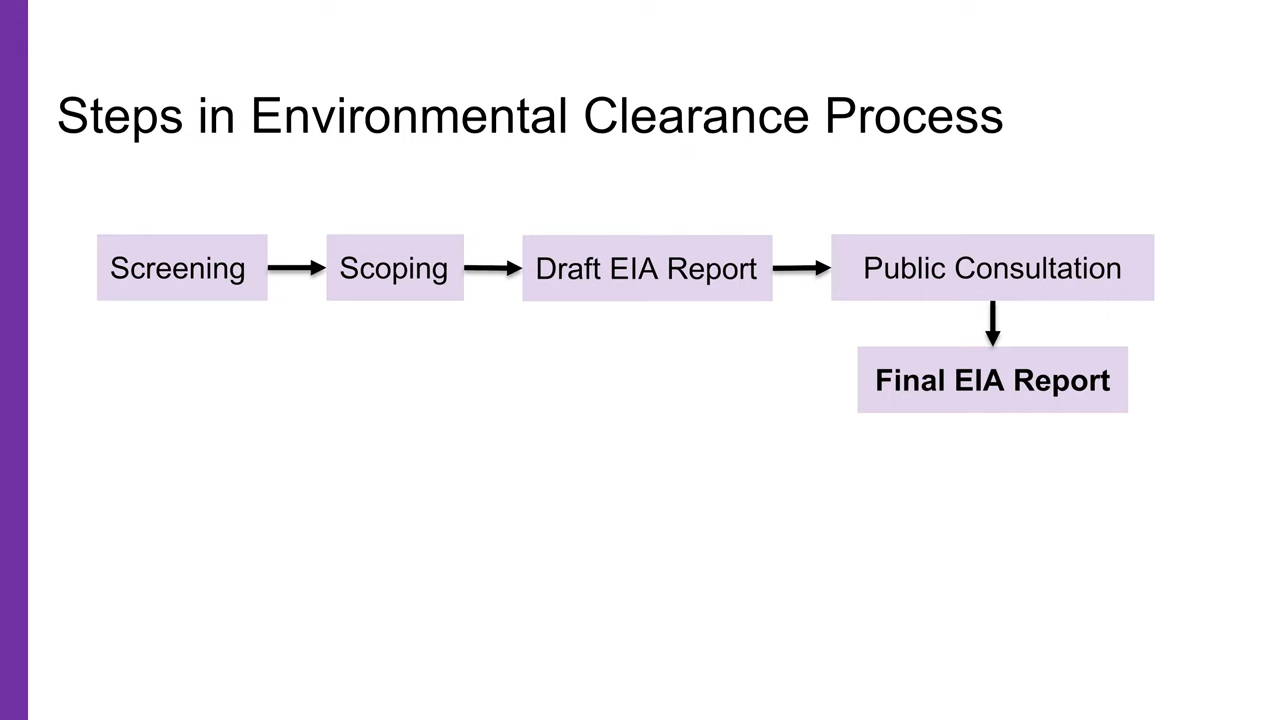 Steps in Environmental Clearance Process
Screening
Scoping
Draft EIA Report
Public Consultation
Final EIA Report